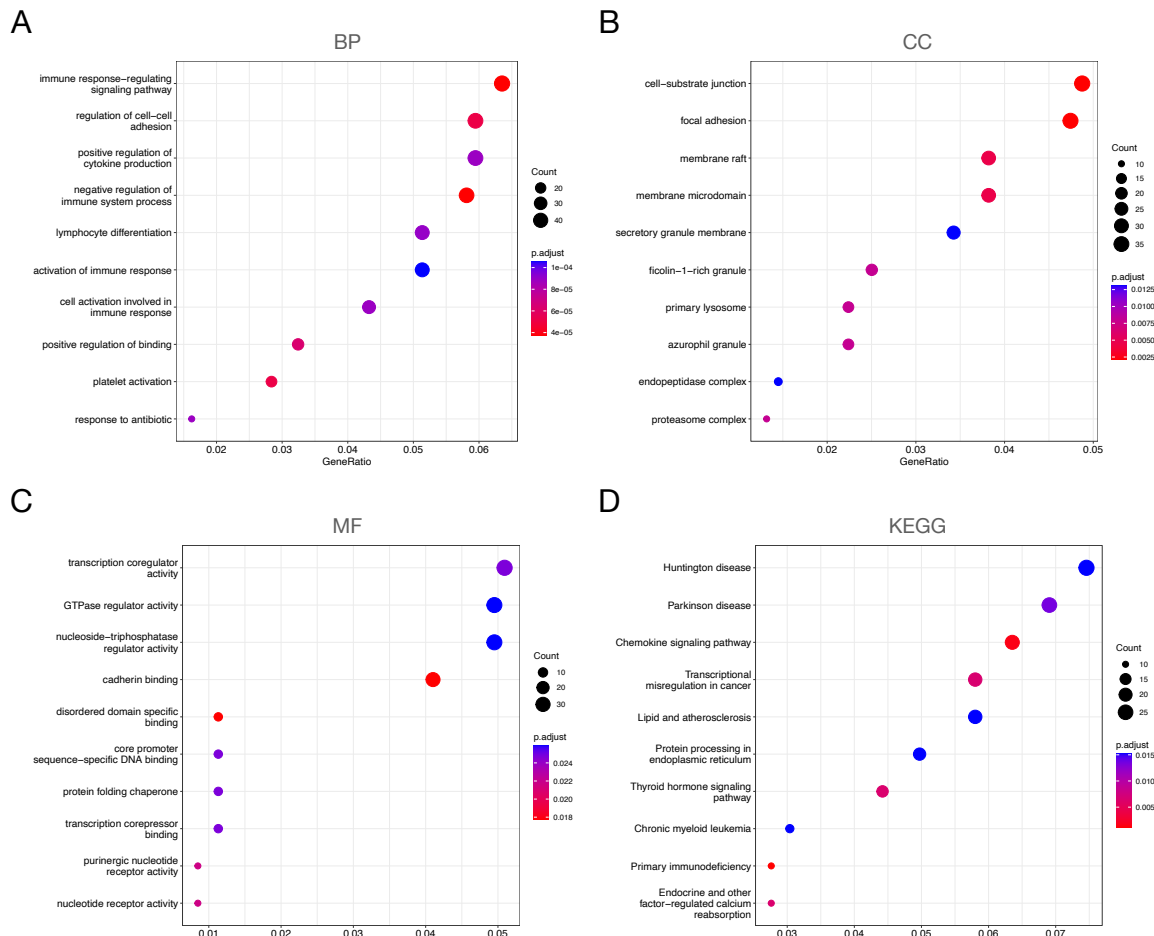 A
BP
immune response−regulating
signaling pathway
regulation of cell−cell
adhesion
positive regulation of
cytokine production
negative regulation of
immune system process
lymphocyte differentiation
activation of immune response
cell activation involved in
immune response
positive regulation of binding
platelet activation
response to antibiotic
0.02 0.03 0.04 0.05 0.06
GeneRatio
Count
20
30
40
p.adjust
1e−04
8e−05
6e−05
4e−05
B
CC
cell−substrate junction
focal adhesion
membrane raft
membrane microdomain
secretory granule membrane
ficolin−1−rich granule
primary lysosome
azurophil granule
endopeptidase complex
proteasome complex
0.02 0.03 0.04 0.05
GeneRatio
Count
10
15
20
25
30
35
p.adjust
0.0125
0.0100
0.0075
0.0050
0.0025
C
MF
transcription coregulator
activity
GTPase regulator activity
nucleoside−triphosphatase
regulator activity
cadherin binding
disordered domain specific
binding
core promoter
sequence−specific DNA binding
protein folding chaperone
transcription corepressor
binding
purinergic nucleotide
receptor activity
nucleotide receptor activity
0.01 0.02 0.03 0.04 0.05
Count
10
20
30
p.adjust
0.024
0.022
0.020
0.018
D
KEGG
Huntington disease
Parkinson disease
Chemokine signaling pathway
Transcriptional
misregulation in cancer
Lipid and atherosclerosis
Protein processing in
endoplasmic reticulum
Thyroid hormone signaling
pathway
Chronic myeloid leukemia
Primary immunodeficiency
Endocrine and other
factor−regulated calcium
reabsorption
0.03 0.04 0.05 0.06 0.07
Count
10
15
20
25
p.adjust
0.015
0.010
0.005